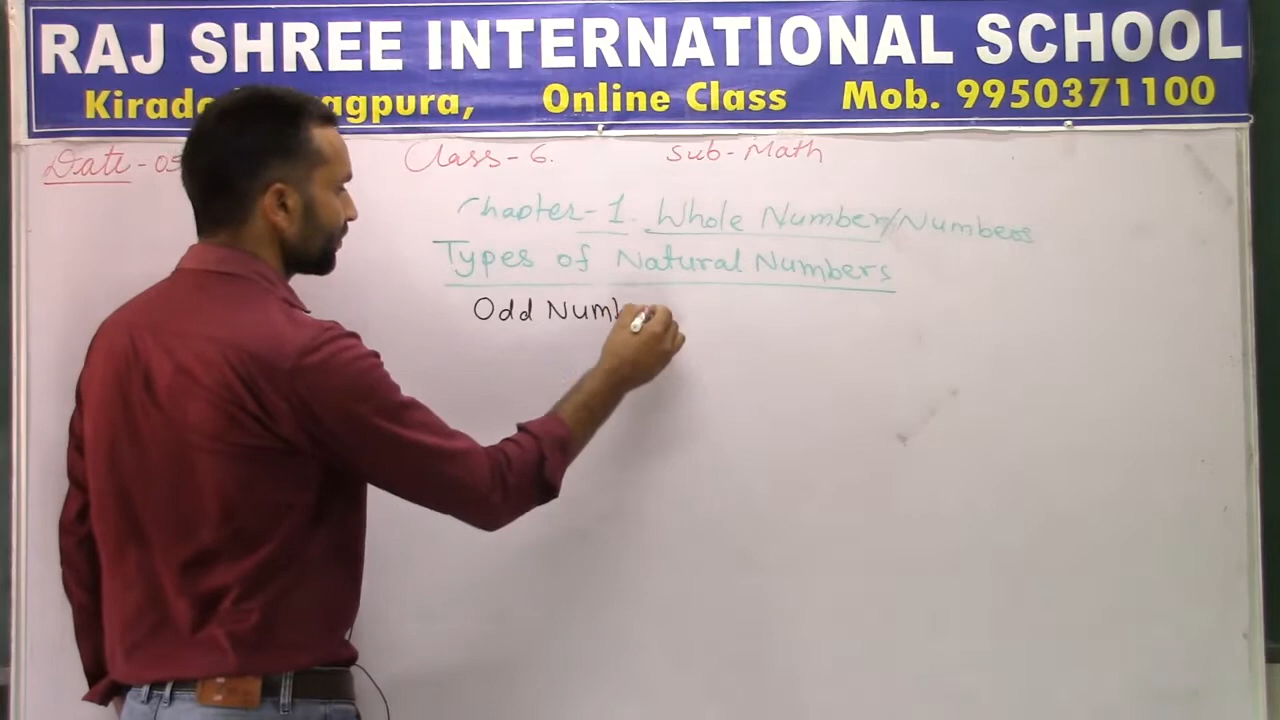 RAJ SHREE INTERNATIONAL SCHOOL
Online Class Mob. 9950371100
Date - Class - 6. Sub - Math
Chapter - 1. Whole Number/Numbers
Types of Natural Numbers
Odd